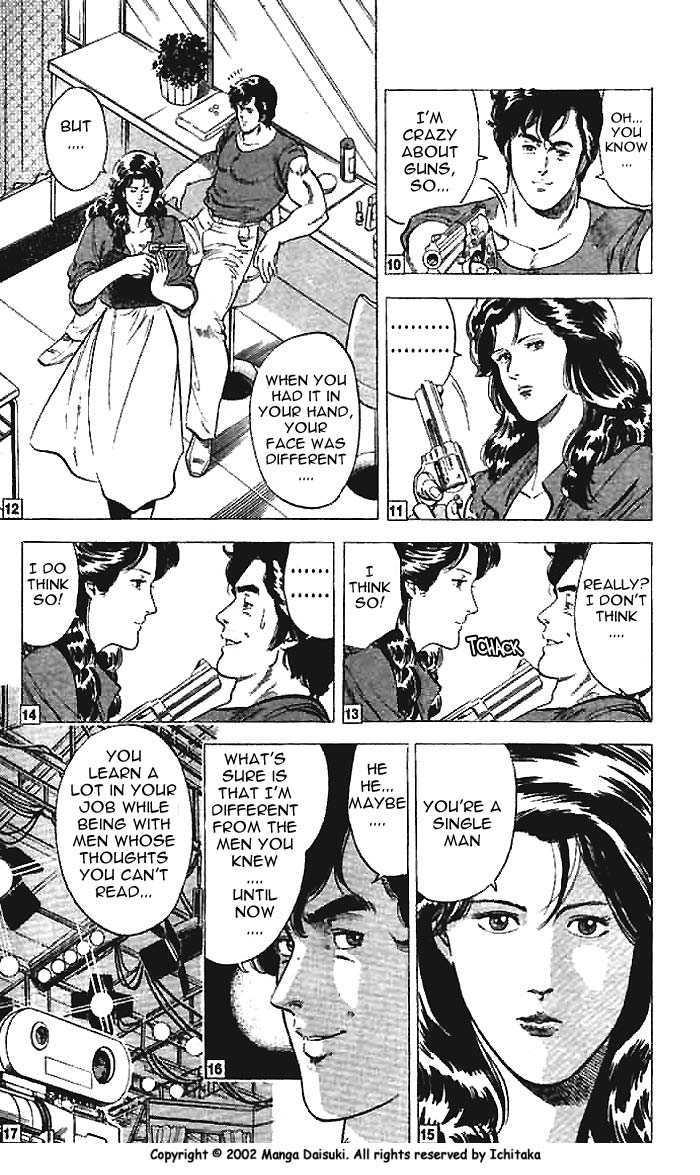 OH...
YOU
KNOW
...
I'M
CRAZY
ABOUT
GUNS,
SO...
10
........
........
11
BUT
....
WHEN YOU
HAD IT IN
YOUR HAND,
YOUR
FACE WAS
DIFFERENT
....
12
REALLY?
I DON'T
THINK
....
TCHACK
I
THINK
SO!
13
......
......
I DO
THINK
SO!
14
YOU'RE A
SINGLE
MAN
15
HE
HE...
MAYBE
....
WHAT'S
SURE IS
THAT I'M
DIFFERENT
FROM THE
MEN YOU
KNEW
....
UNTIL
NOW
....
16
YOU
LEARN A
LOT IN YOUR
JOB WHILE
BEING WITH
MEN WHOSE
THOUGHTS
YOU CAN'T
READ...
17
Copyright © 2002 Manga Daisuki. All rights reserved by Ichitaka